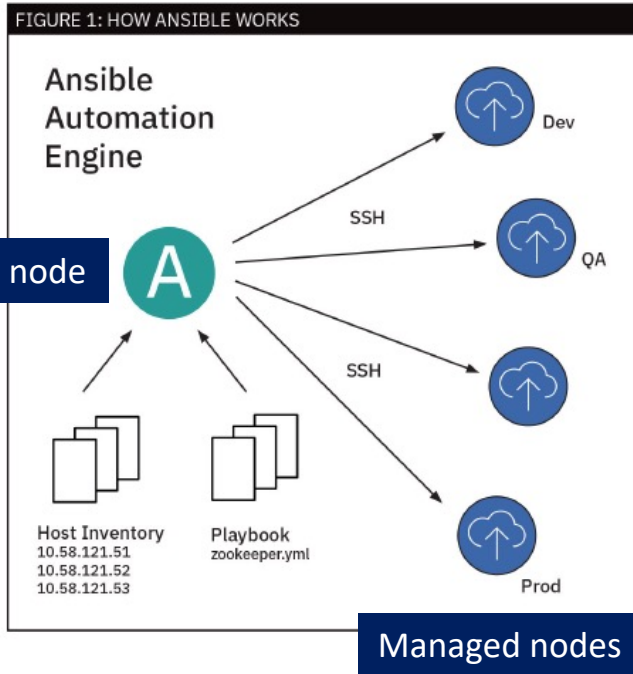 FIGURE 1: HOW ANSIBLE WORKS
Ansible
Automation
Engine
Dev
SSH
QA
node
A
SSH
Host Inventory
10.58.121.51
10.58.121.52
10.58.121.53
Playbook
zookeeper.yml
Prod
Managed nodes